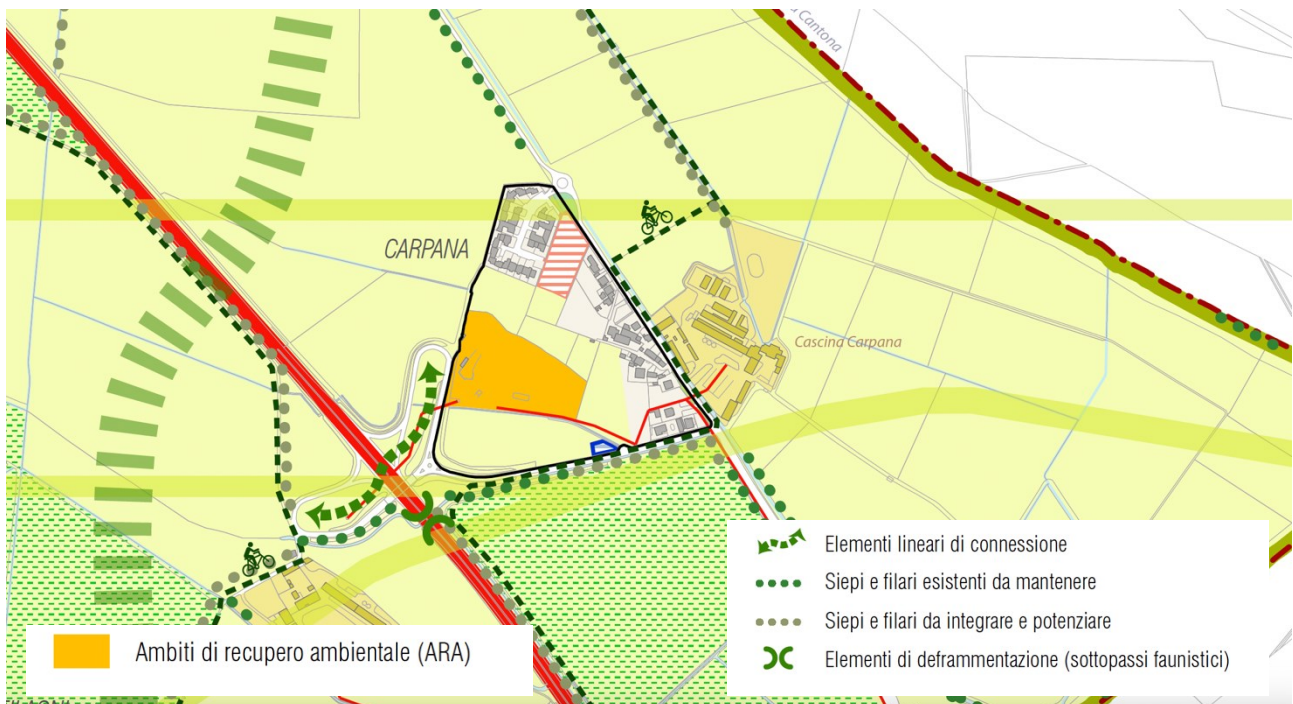 Cantona
CARPANA
Cascina Carpana
Elementi lineari di connessione
Siepi e filari esistenti da mantenere
Siepi e filari da integrare e potenziare
Elementi di deframmentazione (sottopassi faunistici)
Ambiti di recupero ambientale (ARA)